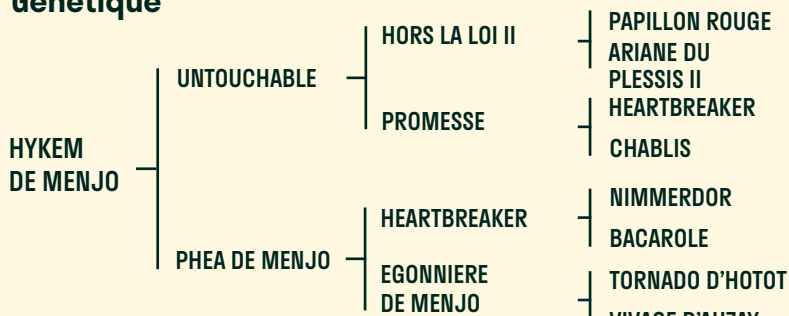 Génétique
HORS LA LOI II
PAPILLON ROUGE
ARIANE DU
PLESSIS II
UNTOUCHABLE
PROMESSE
HEARTBREAKER
CHABLIS
HYKEM
DE MENJO
PHEA DE MENJO
HEARTBREAKER
NIMMERDOR
BACAROLE
EGONNIERE
DE MENJO
TORNADO D'HOTOT